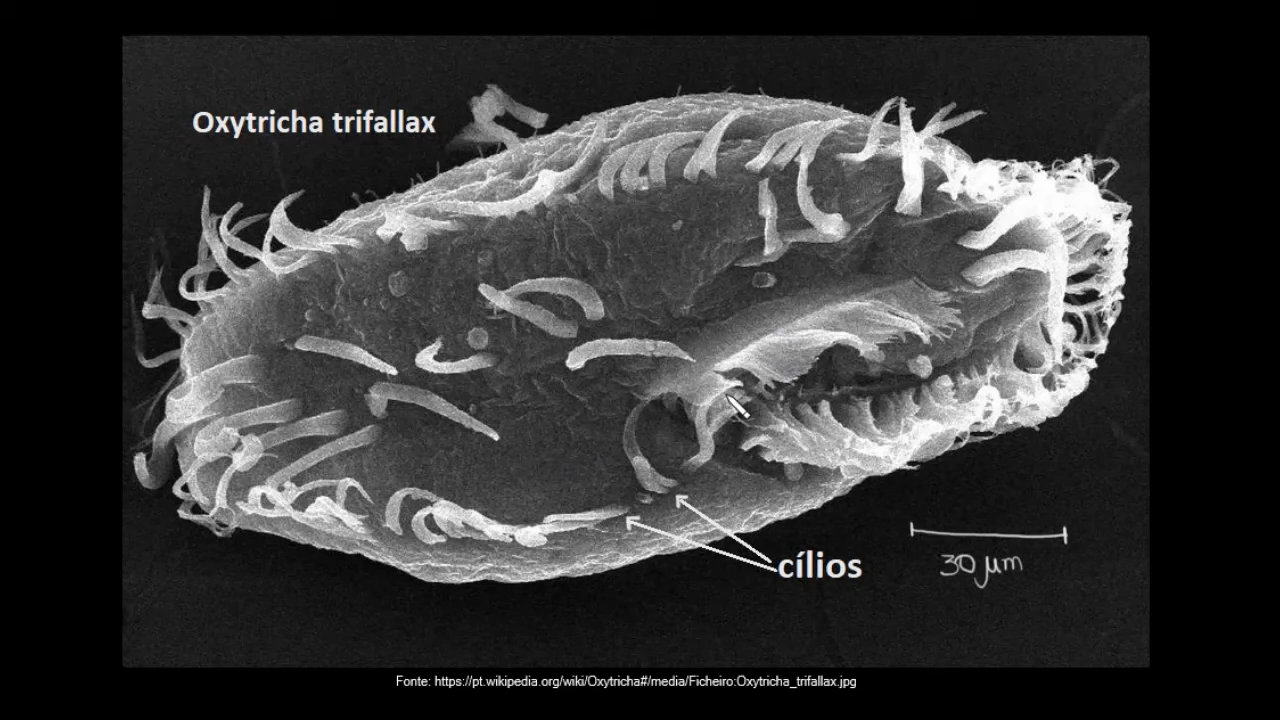 Oxytricha trifallax
cílios
30 μm
Fonte: https://pt.wikipedia.org/wiki/Oxytricha#/media/Ficheiro:Oxytricha_trifallax.jpg